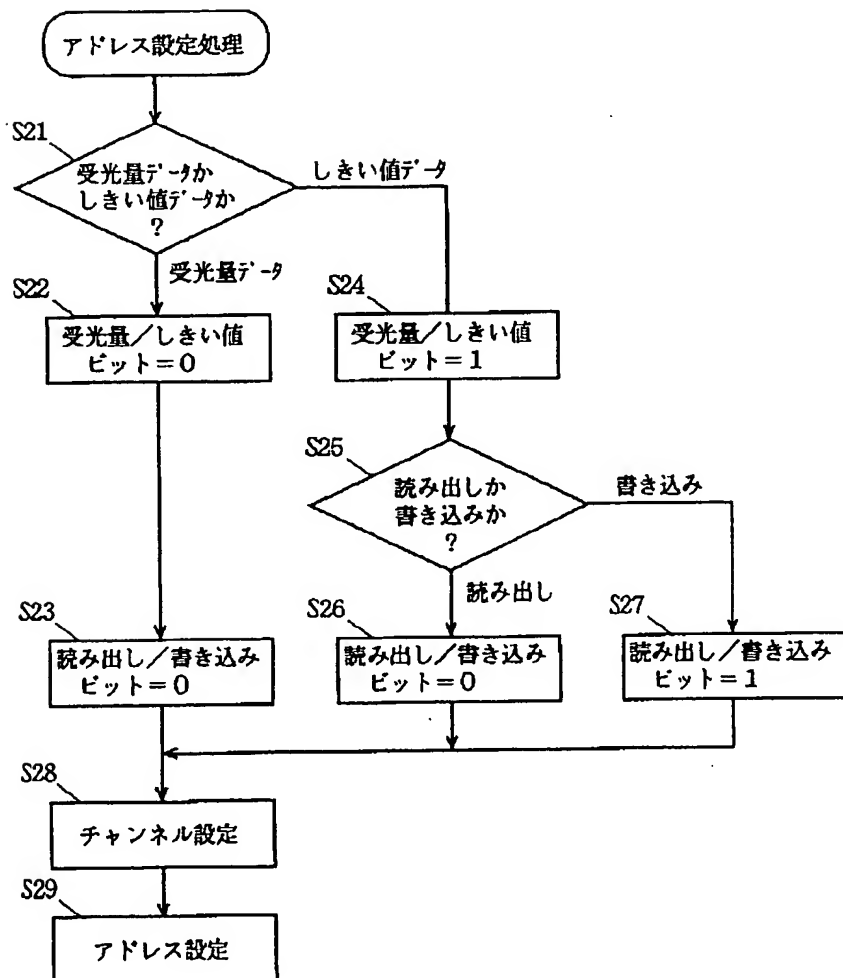 アドレス設定処理
S21
受光量データか
しきい値データか
?
しきい値データ
受光量データ
S22
受光量/しきい値
ビット=0
S24
受光量/しきい値
ビット=1
S25
読み出しか
書き込みか
?
書き込み
読み出し
S23
読み出し/書き込み
ビット=0
S26
読み出し/書き込み
ビット=0
S27
読み出し/書き込み
ビット=1
S28
チャンネル設定
S29
アドレス設定